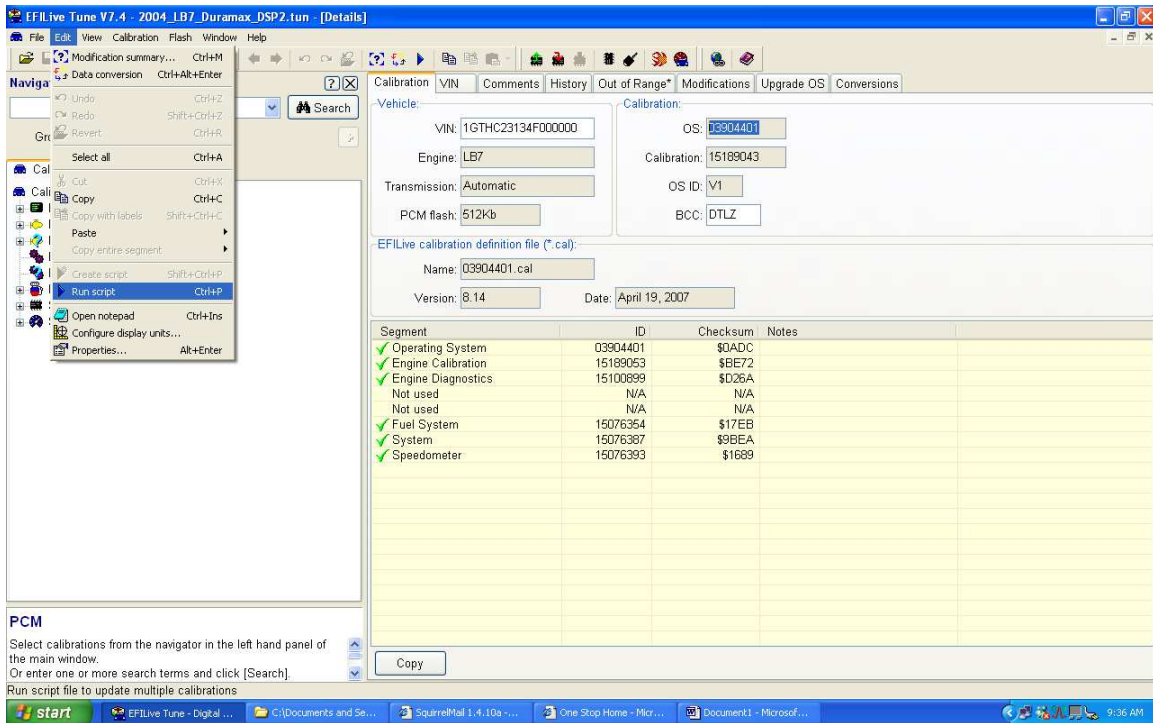 EFILive Tune V7.4 - 2004_LB7_Duramax_DSP2.tun - [Details]
File Edit View Calibration Flash Window Help
Modification summary... Ctrl+M
Data conversion Ctrl+Alt+Enter
Undo Ctrl+Z
Redo Shift+Ctrl+Z
Revert Ctrl+R
Select all Ctrl+A
Cut Ctrl+X
Copy Ctrl+C
Copy with labels Shift+Ctrl+C
Paste
Copy entire segment
Create script Shift+Ctrl+P
Run script Ctrl+P
Open notepad Ctrl+Ins
Configure display units...
Properties... Alt+Enter
Naviga
Search
Gro
Cal
Cali
PCM
Select calibrations from the navigator in the left hand panel of
the main window.
Or enter one or more search terms and click [Search].
Calibration VIN Comments History Out of Range* Modifications Upgrade OS Conversions
Vehicle:
VIN: 1GTHC23134F000000
Engine: LB7
Transmission: Automatic
PCM flash: 512Kb
Calibration:
OS: 03904401
Calibration: 15189043
OS ID: V1
BCC: DTLZ
EFILive calibration definition file (*.cal):
Name: 03904401.cal
Version: 8.14 Date: April 19, 2007
Segment ID Checksum Notes
Operating System 03904401 $0ADC
Engine Calibration 15189053 $BE72
Engine Diagnostics 15100899 $D26A
Not used N/A N/A
Not used N/A N/A
Fuel System 15076354 $17EB
System 15076387 $9BEA
Speedometer 15076393 $1689
Copy
Run script file to update multiple calibrations
start EFILive Tune - Digital ... C:\Documents and Se... SquirrelMail 1.4.10a -... One Stop Home - Micr... Document1 - Microsof... 9:36 AM